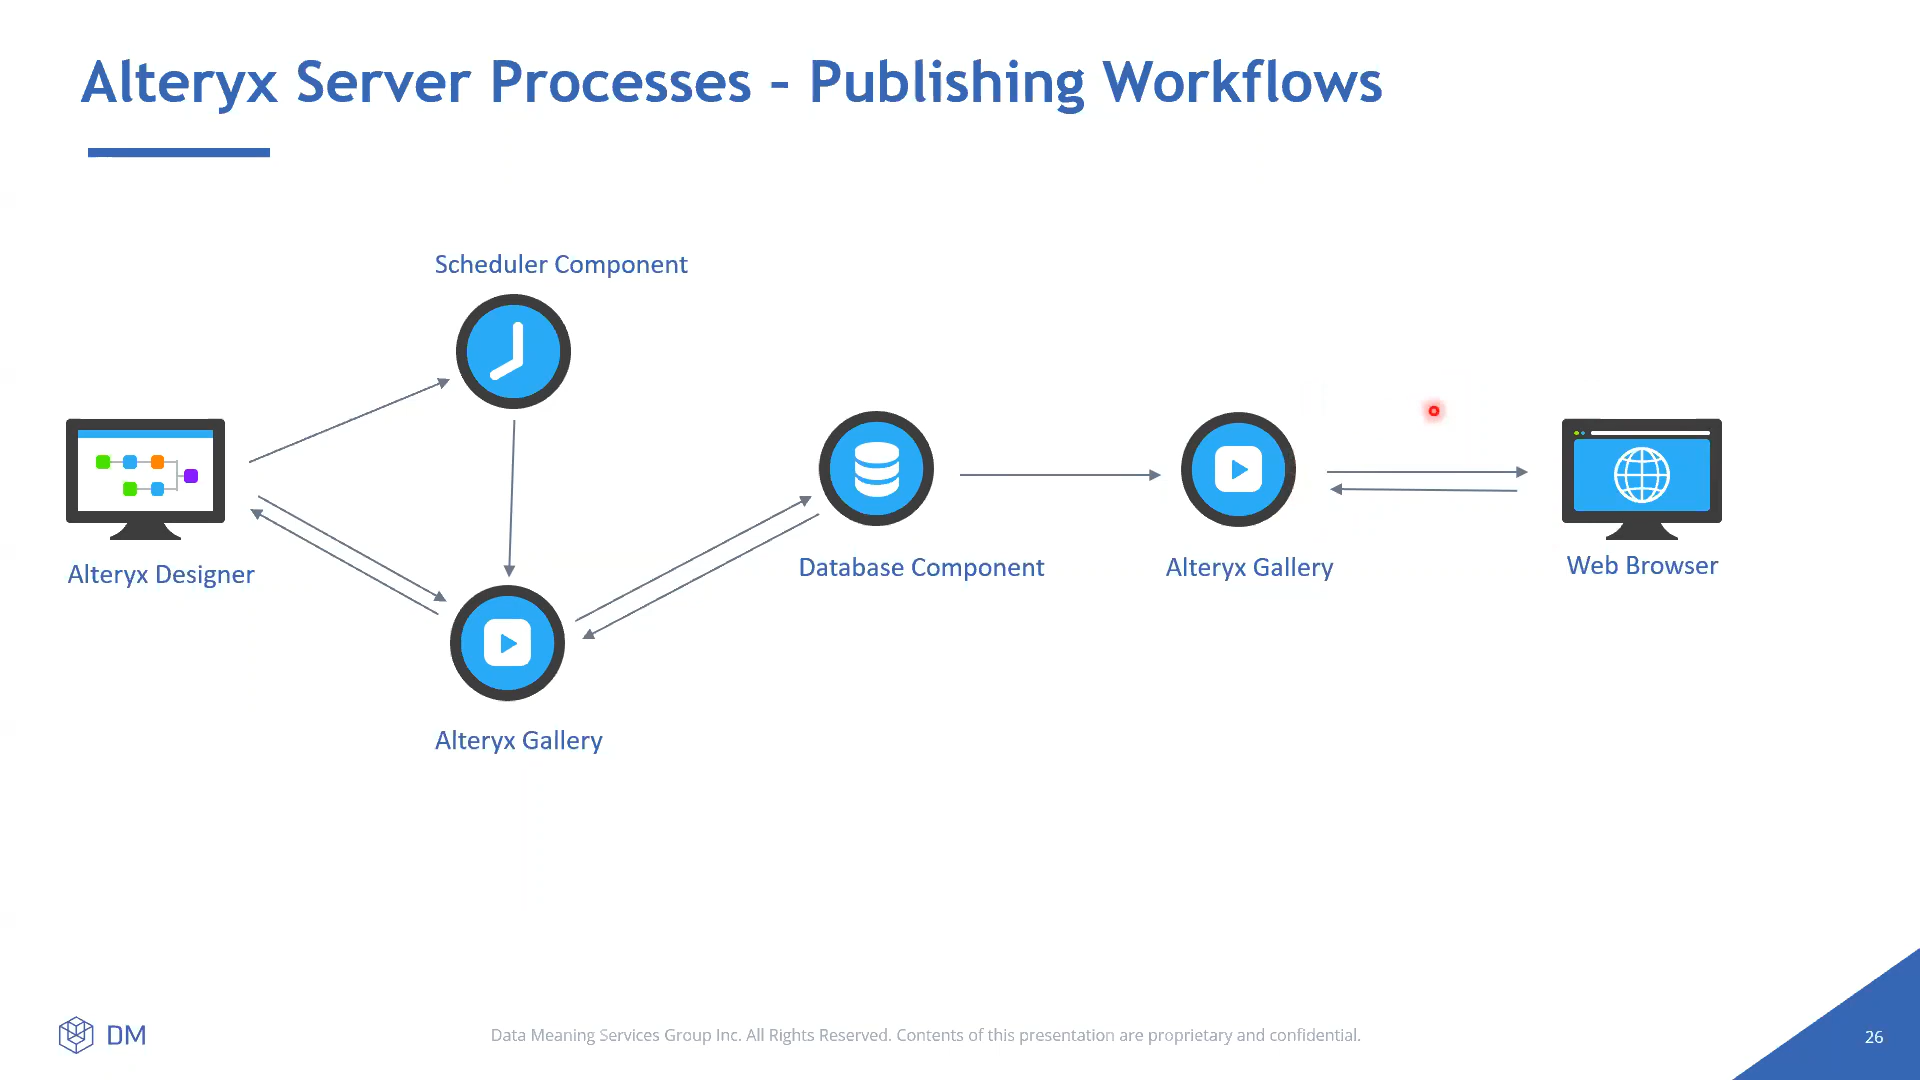 Alteryx Server Processes - Publishing Workflows
Scheduler Component
Alteryx Designer
Database Component
Alteryx Gallery
Web Browser
Alteryx Gallery
DM
Data Meaning Services Group Inc. All Rights Reserved. Contents of this presentation are proprietary and confidential.
26